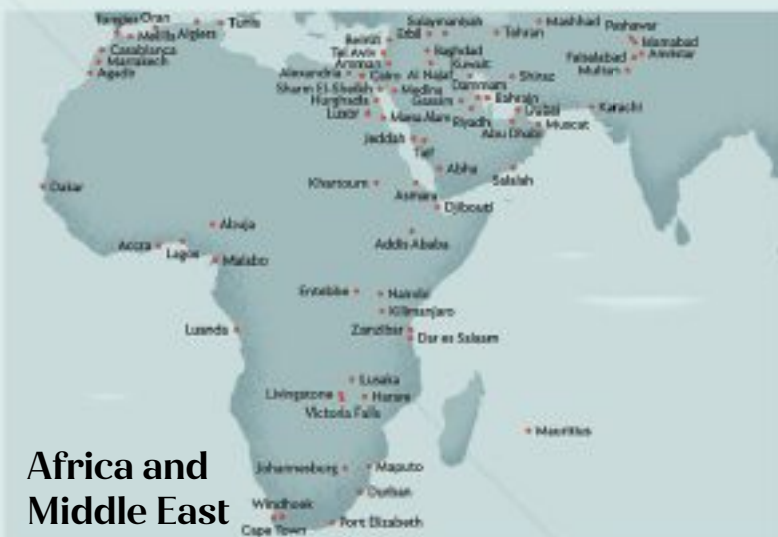 Tangier Oran
Tunis
Melilla Algiers
Casablanca
Marrakech
Agadir
Sulaymaniyah
Erbil
Mashhad
Peshawar
Beirut
Tehran
Islamabad
Tel Aviv
Baghdad
Faisalabad
Amritsar
Amman
Kuwait
Multan
Alexandria
Cairo
Al Najaf
Shiraz
Dammam
Sharm El-Sheikh
Medina
Bahrain
Hurghada
Gassim
Dubai
Karachi
Luxor
Marsa Alam
Riyadh
Muscat
Abu Dhabi
Jeddah
Taif
Abha
Salalah
Dakar
Khartoum
Asmara
Djibouti
Abuja
Accra
Lagos
Addis Ababa
Malabo
Entebbe
Nairobi
Kilimanjaro
Luanda
Zanzibar
Dar es Salaam
Lusaka
Livingstone
Harare
Victoria Falls
Mauritius
Africa and
Middle East
Johannesburg
Maputo
Durban
Windhoek
Port Elizabeth
Cape Town